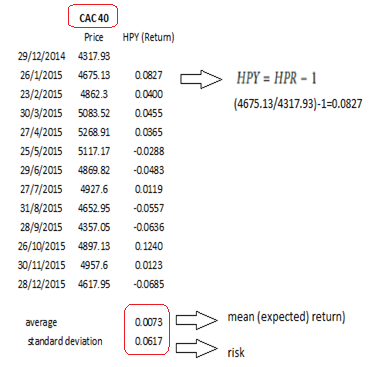 CAC 40
Price HPY (Return)
29/12/2014 4317.93
26/1/2015 4675.13 0.0827 HPY = HPR − 1
23/2/2015 4862.3 0.0400 (4675.13/4317.93)-1=0.0827
30/3/2015 5083.52 0.0455
27/4/2015 5268.91 0.0365
25/5/2015 5117.17 -0.0288
29/6/2015 4869.82 -0.0483
27/7/2015 4927.6 0.0119
31/8/2015 4652.95 -0.0557
28/9/2015 4357.05 -0.0636
26/10/2015 4897.13 0.1240
30/11/2015 4957.6 0.0123
28/12/2015 4617.95 -0.0685
average 0.0073 mean (expected) return)
standard deviation 0.0617 risk